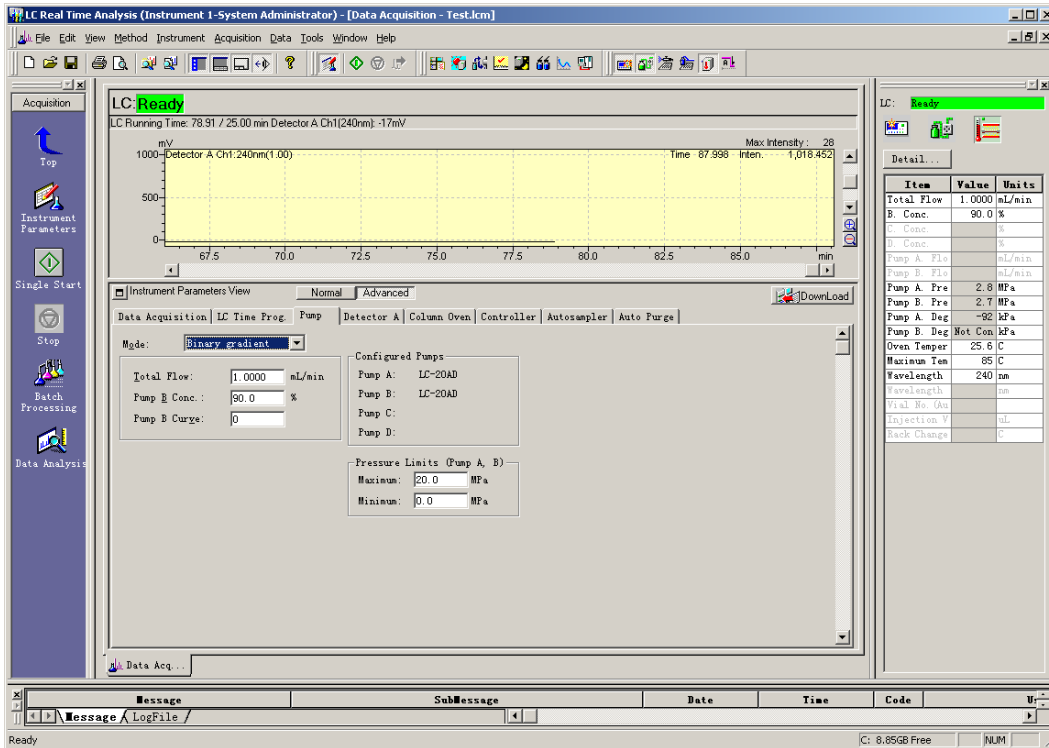 LC Real Time Analysis (Instrument 1-System Administrator) - [Data Acquisition - Test.lcm]
File Edit View Method Instrument Acquisition Data Tools Window Help
Acquisition
Top
Instrument
Parameters
Single Start
Stop
Batch
Processing
Data Analysis
LC: Ready
LC Running Time: 78.91 / 25.00 min Detector A Ch1(240nm): -17mV
mV
Max Intensity : 28
1000
Detector A Ch1:240nm(1.00)
Time 87.998 Inten. 1,018.452
500
0
67.5 70.0 72.5 75.0 77.5 80.0 82.5 85.0 min
Instrument Parameters View Normal Advanced DownLoad
Data Acquisition LC Time Prog. Pump Detector A Column Oven Controller Autosampler Auto Purge
Mode: Binary gradient
Total Flow: 1.0000 mL/min
Pump B Conc.: 90.0 %
Pump B Curve: 0
Configured Pumps
Pump A: LC-20AD
Pump B: LC-20AD
Pump C:
Pump D:
Pressure Limits (Pump A, B)
Maximum: 20.0 MPa
Minimum: 0.0 MPa
Data Acq...
LC: Ready
Detail...
Item Value Units
Total Flow 1.0000 mL/min
B. Conc. 90.0 %
C. Conc. %
D. Conc. %
Pump A. Flo mL/min
Pump B. Flo mL/min
Pump A. Pre 2.8 MPa
Pump B. Pre 2.7 MPa
Pump A. Deg -92 kPa
Pump B. Deg Not Con kPa
Oven Temper 25.6 C
Maximum Tem 85 C
Wavelength 240 nm
Wavelength nm
Vial No. (Au
Injection V uL
Rack Change C
Message SubMessage Date Time Code
Message LogFile
Ready C: 8.85GB Free NUM